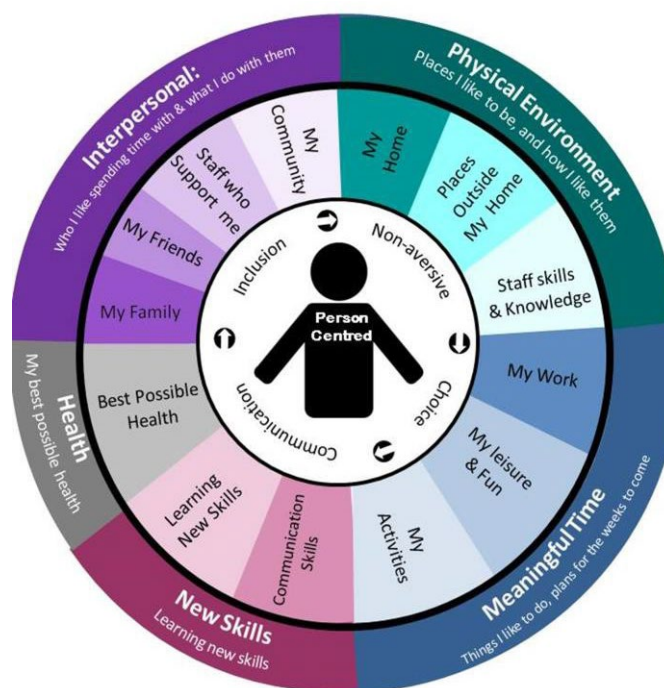 Interpersonal:
Who I like spending time with & what I do with them
Physical Environment
Places I like to be, and how I like them
Meaningful Time
Things I like to do, plans for the weeks to come
New Skills
Learning new skills
Health
My best possible health
My
Home
Places
Outside
My Home
Staff skills
& Knowledge
My Work
My leisure
& Fun
My
Activities
Communication
Skills
Learning
New Skills
Best Possible
Health
My Family
My Friends
Staff who
Support me
My
Community
Inclusion
Non-aversive
Choice
Communication
Person
Centred